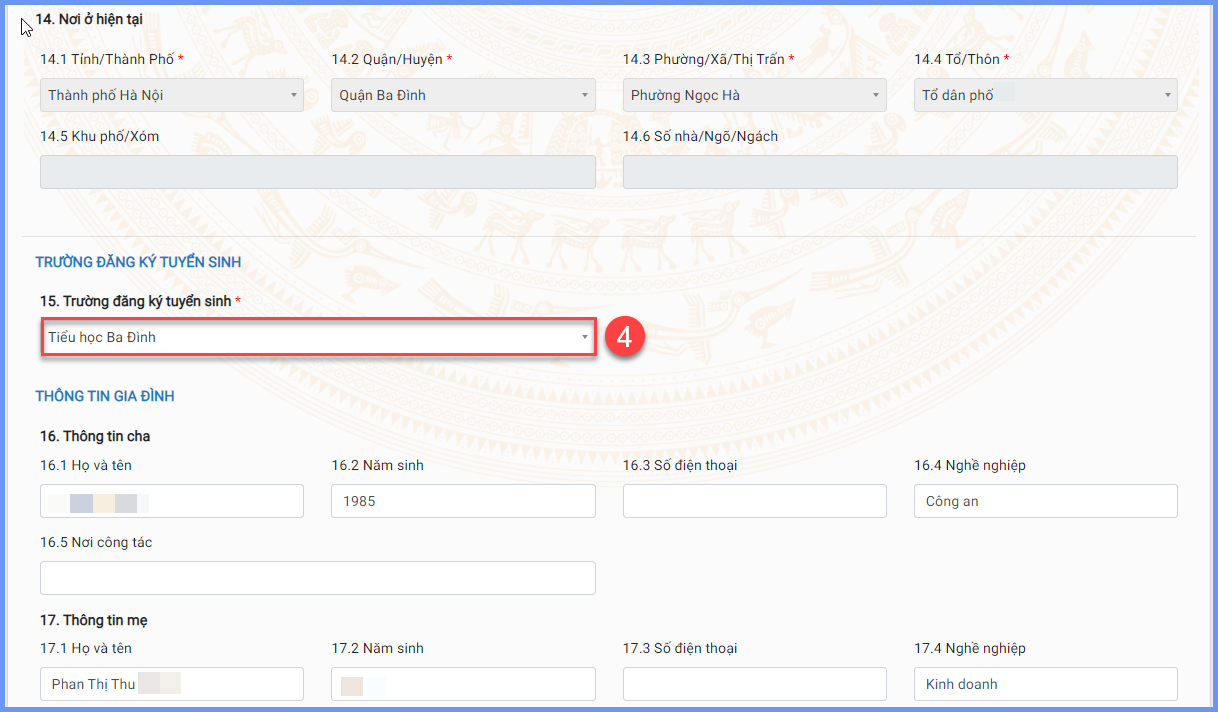 14. Nơi ở hiện tại
14.1 Tỉnh/Thành Phố * 14.2 Quận/Huyện * 14.3 Phường/Xã/Thị Trấn * 14.4 Tổ/Thôn *
Thành phố Hà Nội Quận Ba Đình Phường Ngọc Hà Tổ dân phố
14.5 Khu phố/Xóm 14.6 Số nhà/Ngõ/Ngách
TRƯỜNG ĐĂNG KÝ TUYỂN SINH
15. Trường đăng ký tuyển sinh *
Tiểu học Ba Đình 4
THÔNG TIN GIA ĐÌNH
16. Thông tin cha
16.1 Họ và tên 16.2 Năm sinh 16.3 Số điện thoại 16.4 Nghề nghiệp
1985 Công an
16.5 Nơi công tác
17. Thông tin mẹ
17.1 Họ và tên 17.2 Năm sinh 17.3 Số điện thoại 17.4 Nghề nghiệp
Phan Thị Thu Kinh doanh